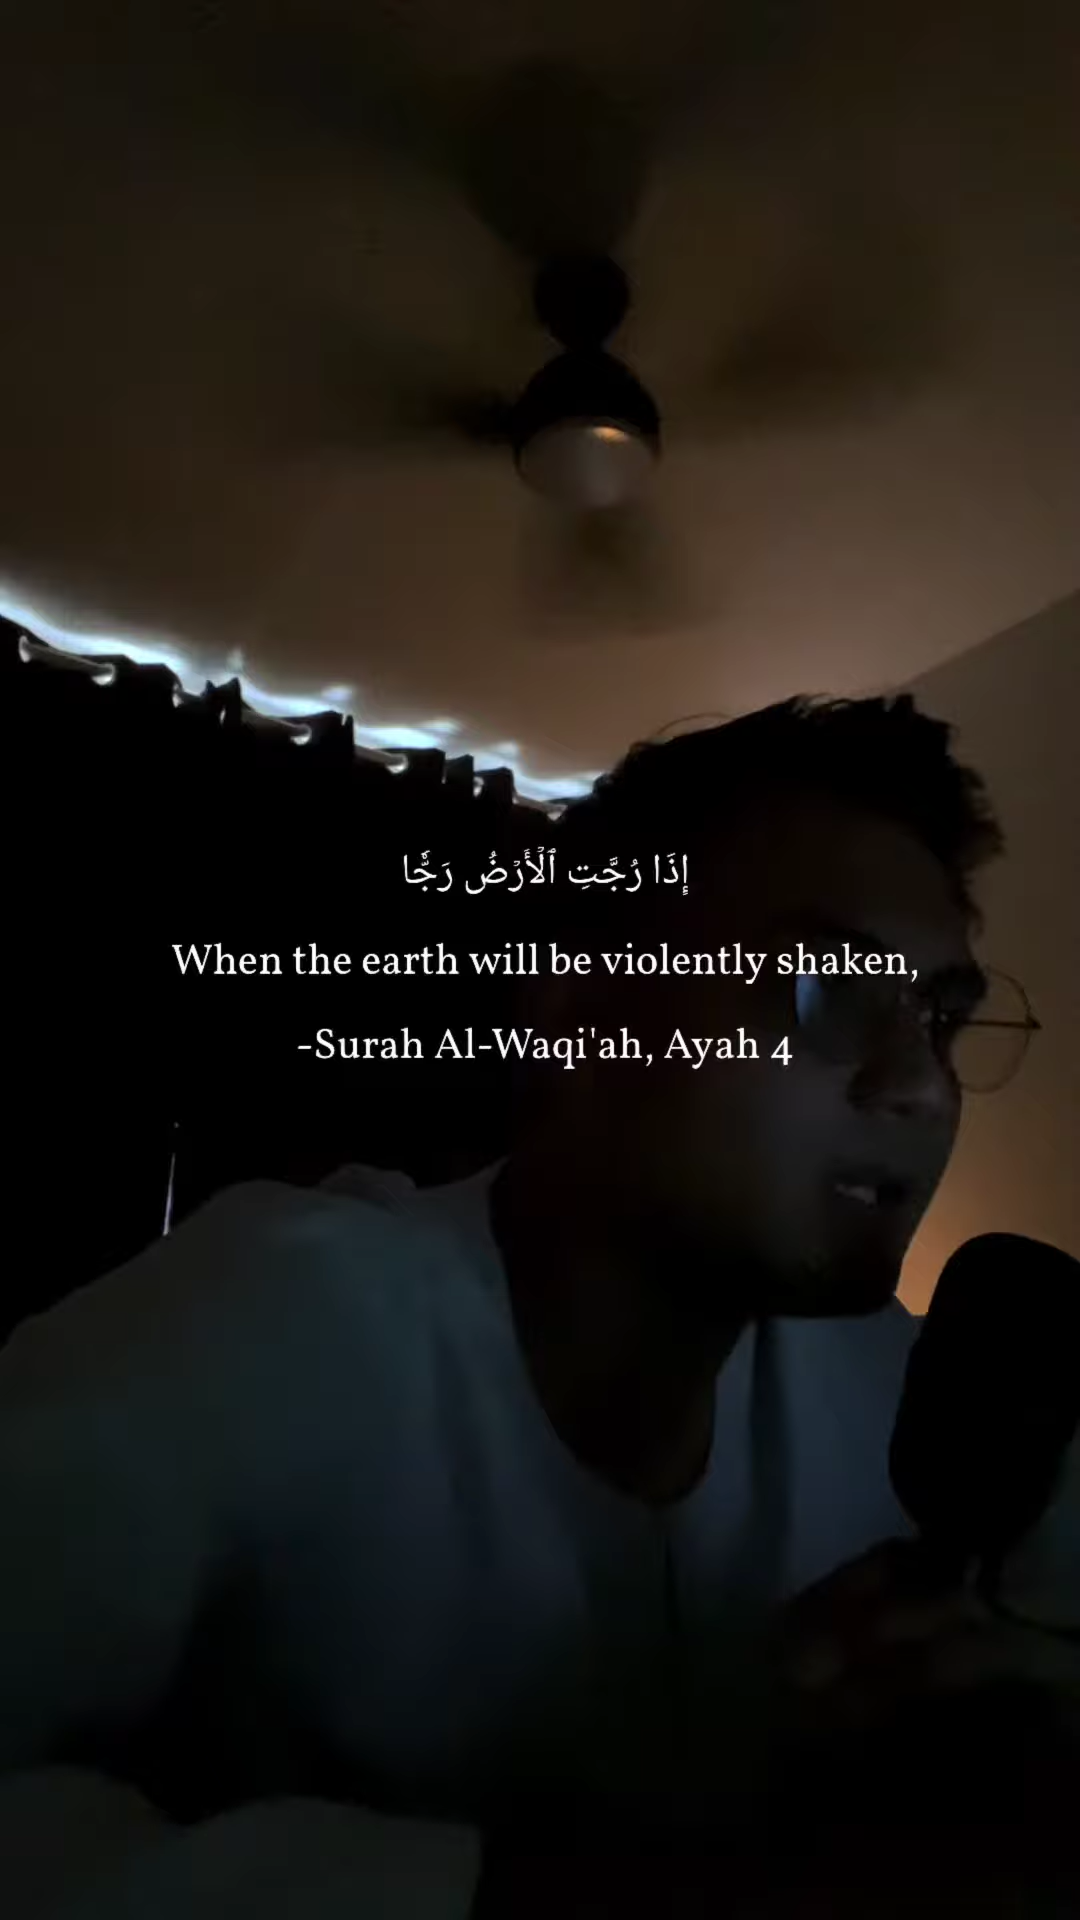 إِذَا رُجَّتِ ٱلْأَرْضُ رَجًّا
When the earth will be violently shaken,
-Surah Al-Waqi'ah, Ayah 4